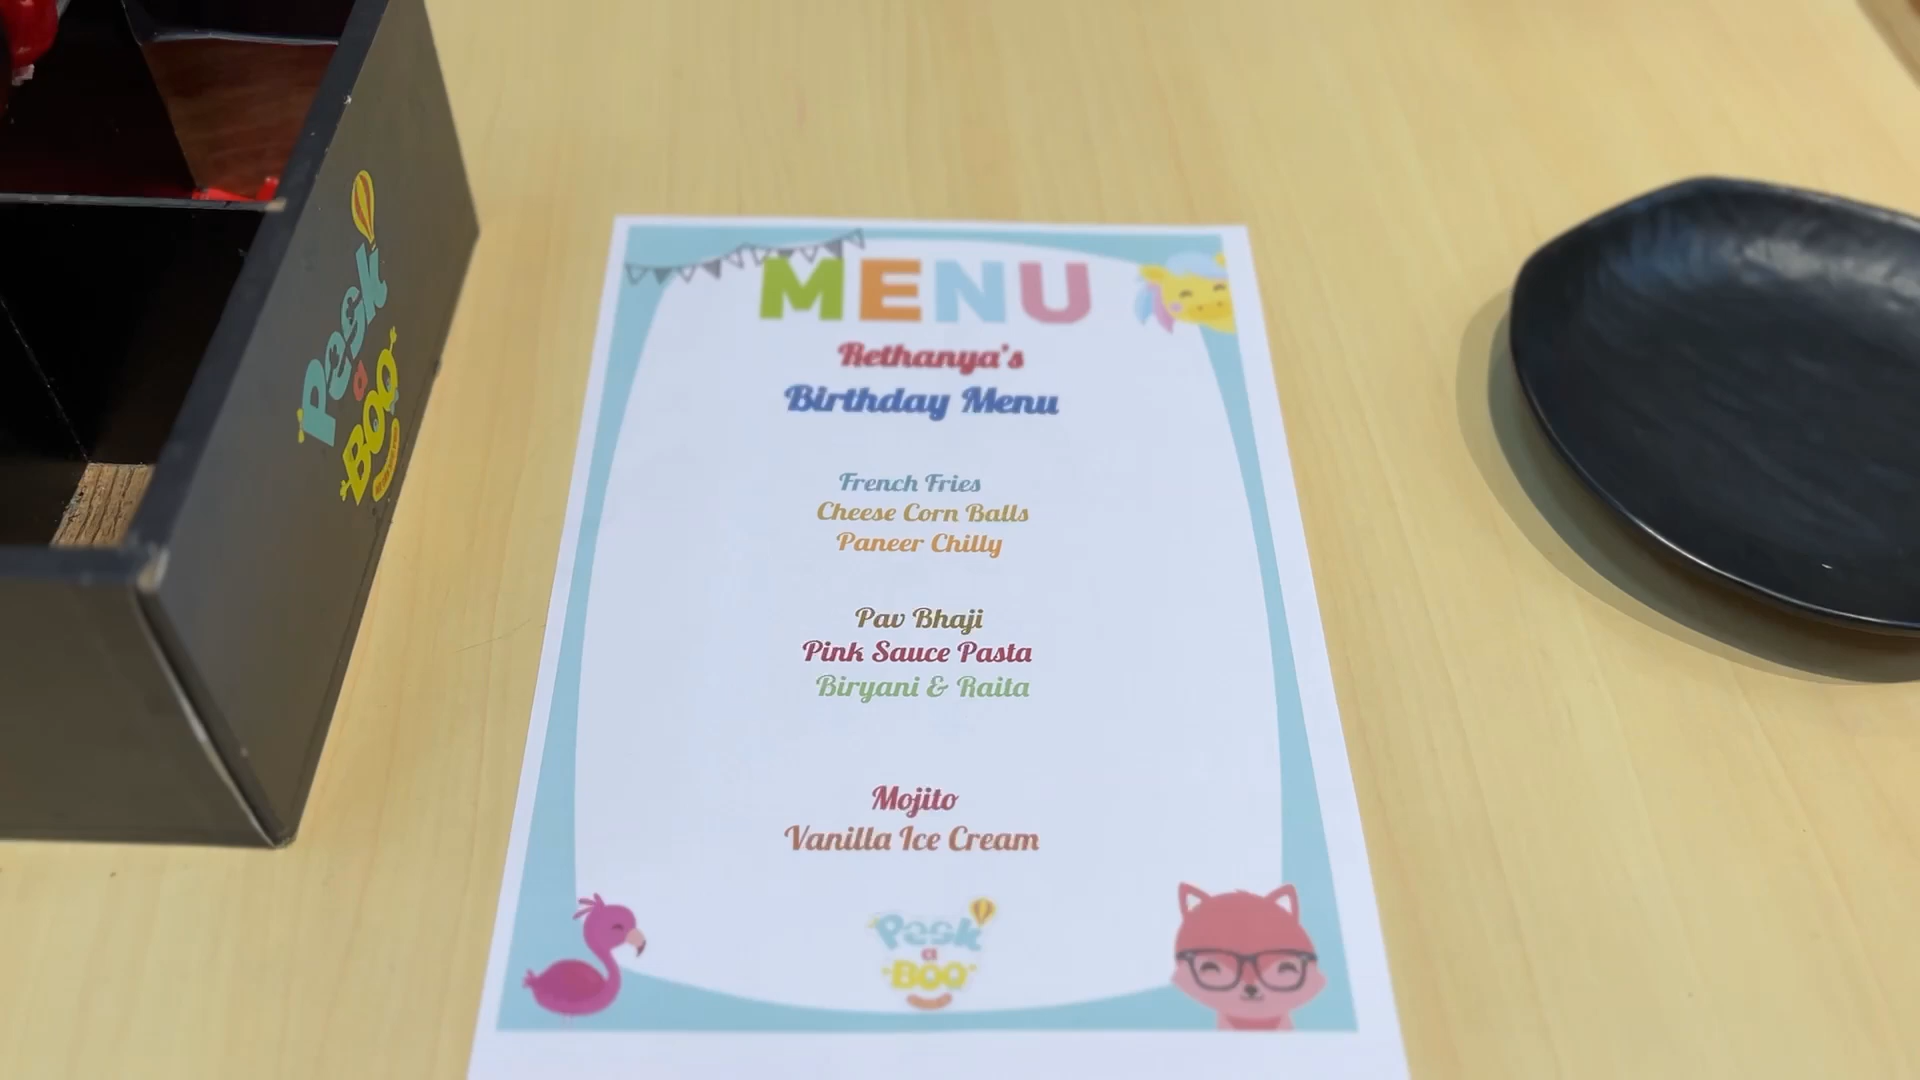 Peek
a
BOO
MENU
Rethanya's
Birthday Menu
French Fries
Cheese Corn Balls
Paneer Chilly
Pav Bhaji
Pink Sauce Pasta
Biryani & Raita
Mojito
Vanilla Ice Cream
Peek
a
BOO